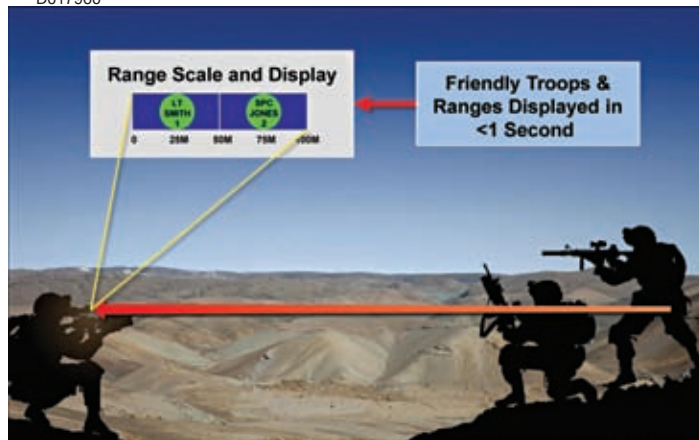 Range Scale and Display
LT
SMITH
1
SPC
JONES
2
0 25M 50M 75M 100M
Friendly Troops &
Ranges Displayed in
<1 Second